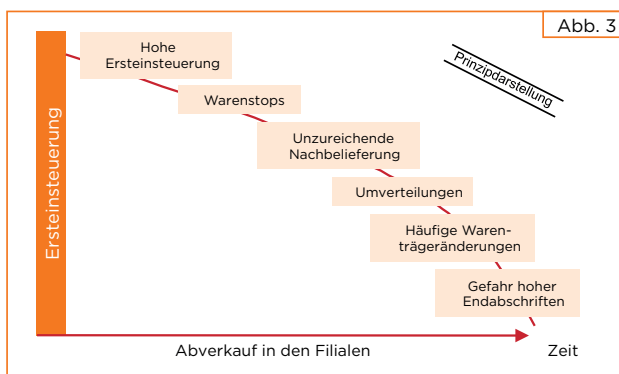 Abb. 3
Hohe
Ersteinsteuerung
Prinzipdarstellung
Warenstops
Unzureichende
Nachbelieferung
Umverteilungen
Häufige Waren-
trägeränderungen
Gefahr hoher
Endabschriften
Ersteinsteuerung
Abverkauf in den Filialen
Zeit